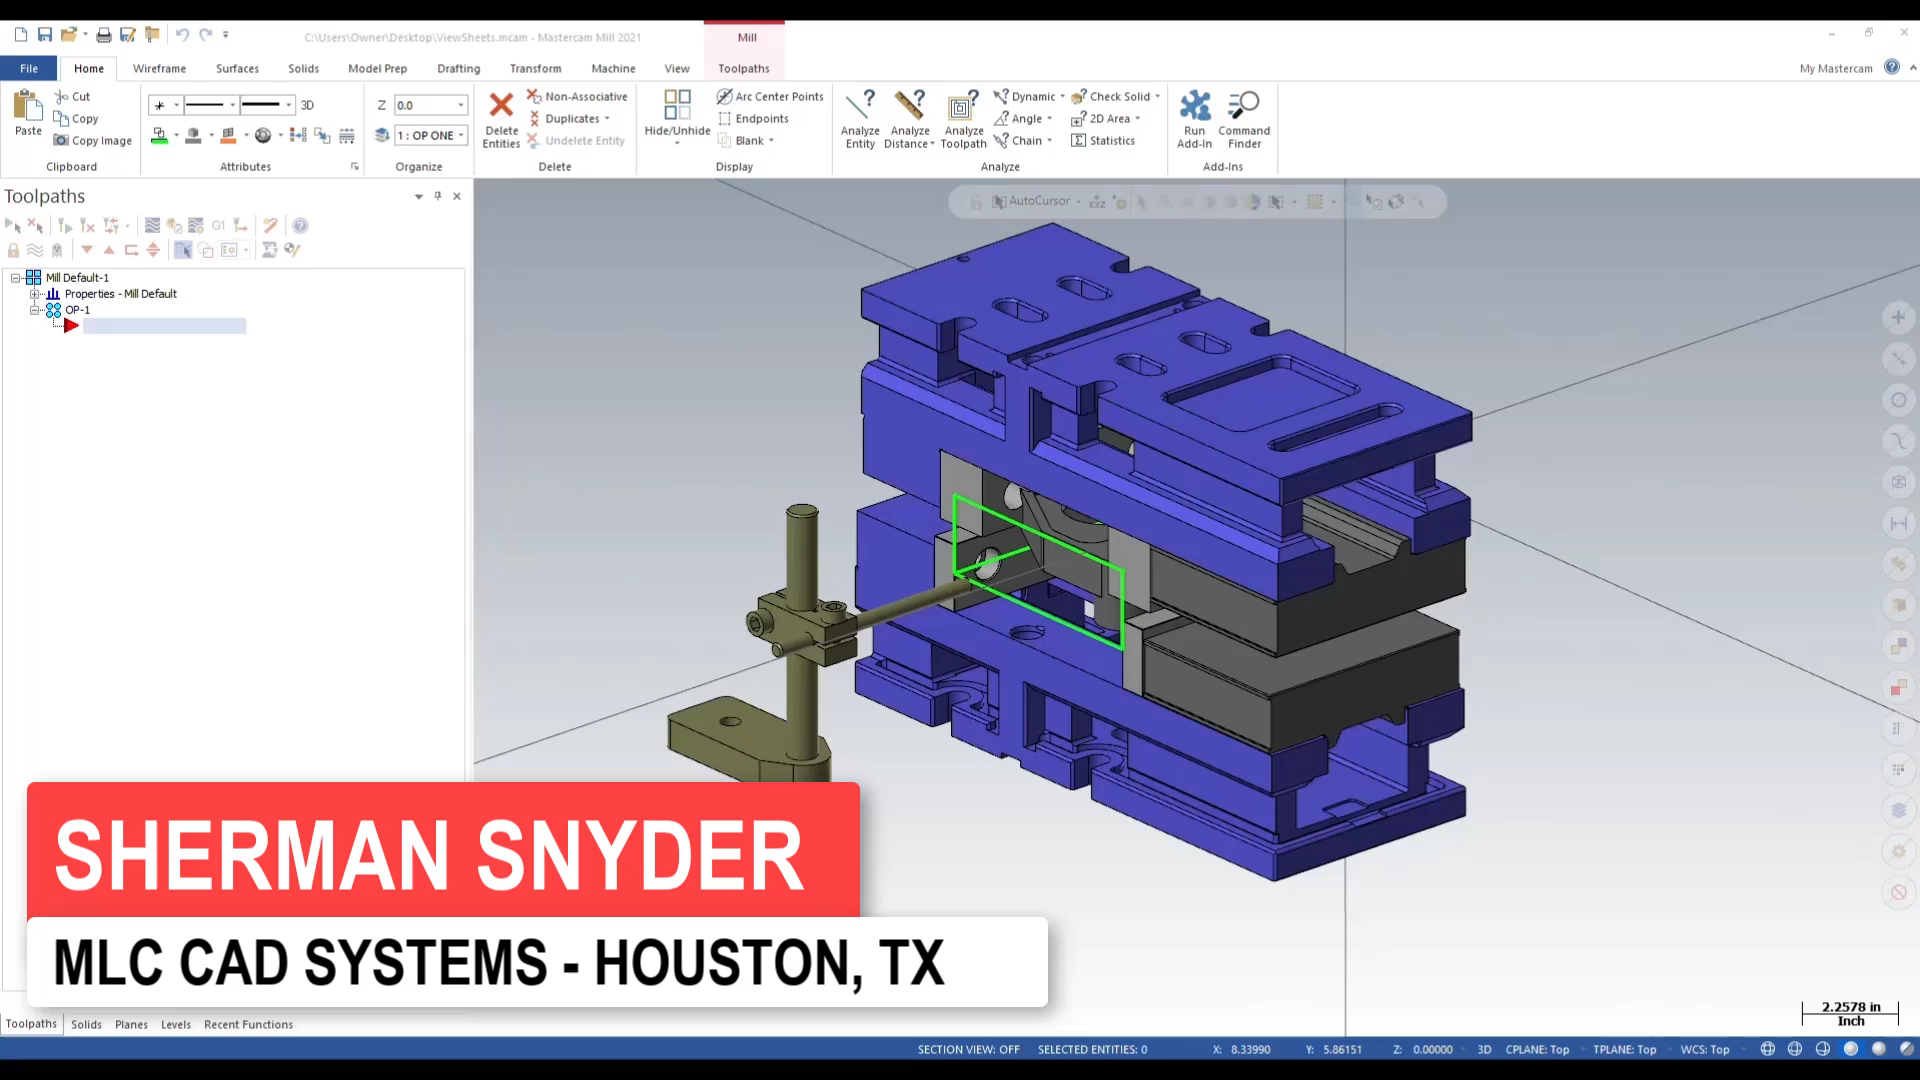 C:\Users\Owner\Desktop\ViewSheets.mcam - Mastercam Mill 2021
Mill
File Home Wireframe Surfaces Solids Model Prep Drafting Transform Machine View Toolpaths My Mastercam
Paste
Cut
Copy
Copy Image
Clipboard
3D
Attributes
Z 0.0
1 : OP ONE
Organize
Delete Entities
Non-Associative
Duplicates
Undelete Entity
Delete
Hide/Unhide
Arc Center Points
Endpoints
Blank
Display
Analyze Entity
Analyze Distance
Analyze Toolpath
Dynamic
Angle
Chain
Check Solid
2D Area
Statistics
Analyze
Run Add-In
Command Finder
Add-Ins
Toolpaths
AutoCursor
G1
Mill Default-1
Properties - Mill Default
OP-1
SHERMAN SNYDER
MLC CAD SYSTEMS - HOUSTON, TX
2.2578 in
Inch
Toolpaths Solids Planes Levels Recent Functions
SECTION VIEW: OFF SELECTED ENTITIES: 0 X: 8.33990 Y: 5.86151 Z: 0.00000 3D CPLANE: Top TPLANE: Top WCS: Top